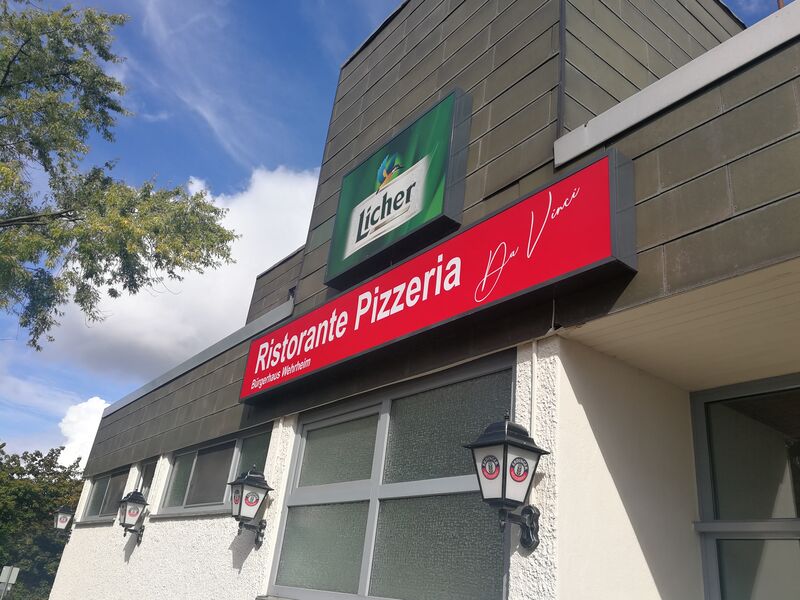 Licher
Ristorante Pizzeria Da Vinci
Bürgerhaus Wehrheim